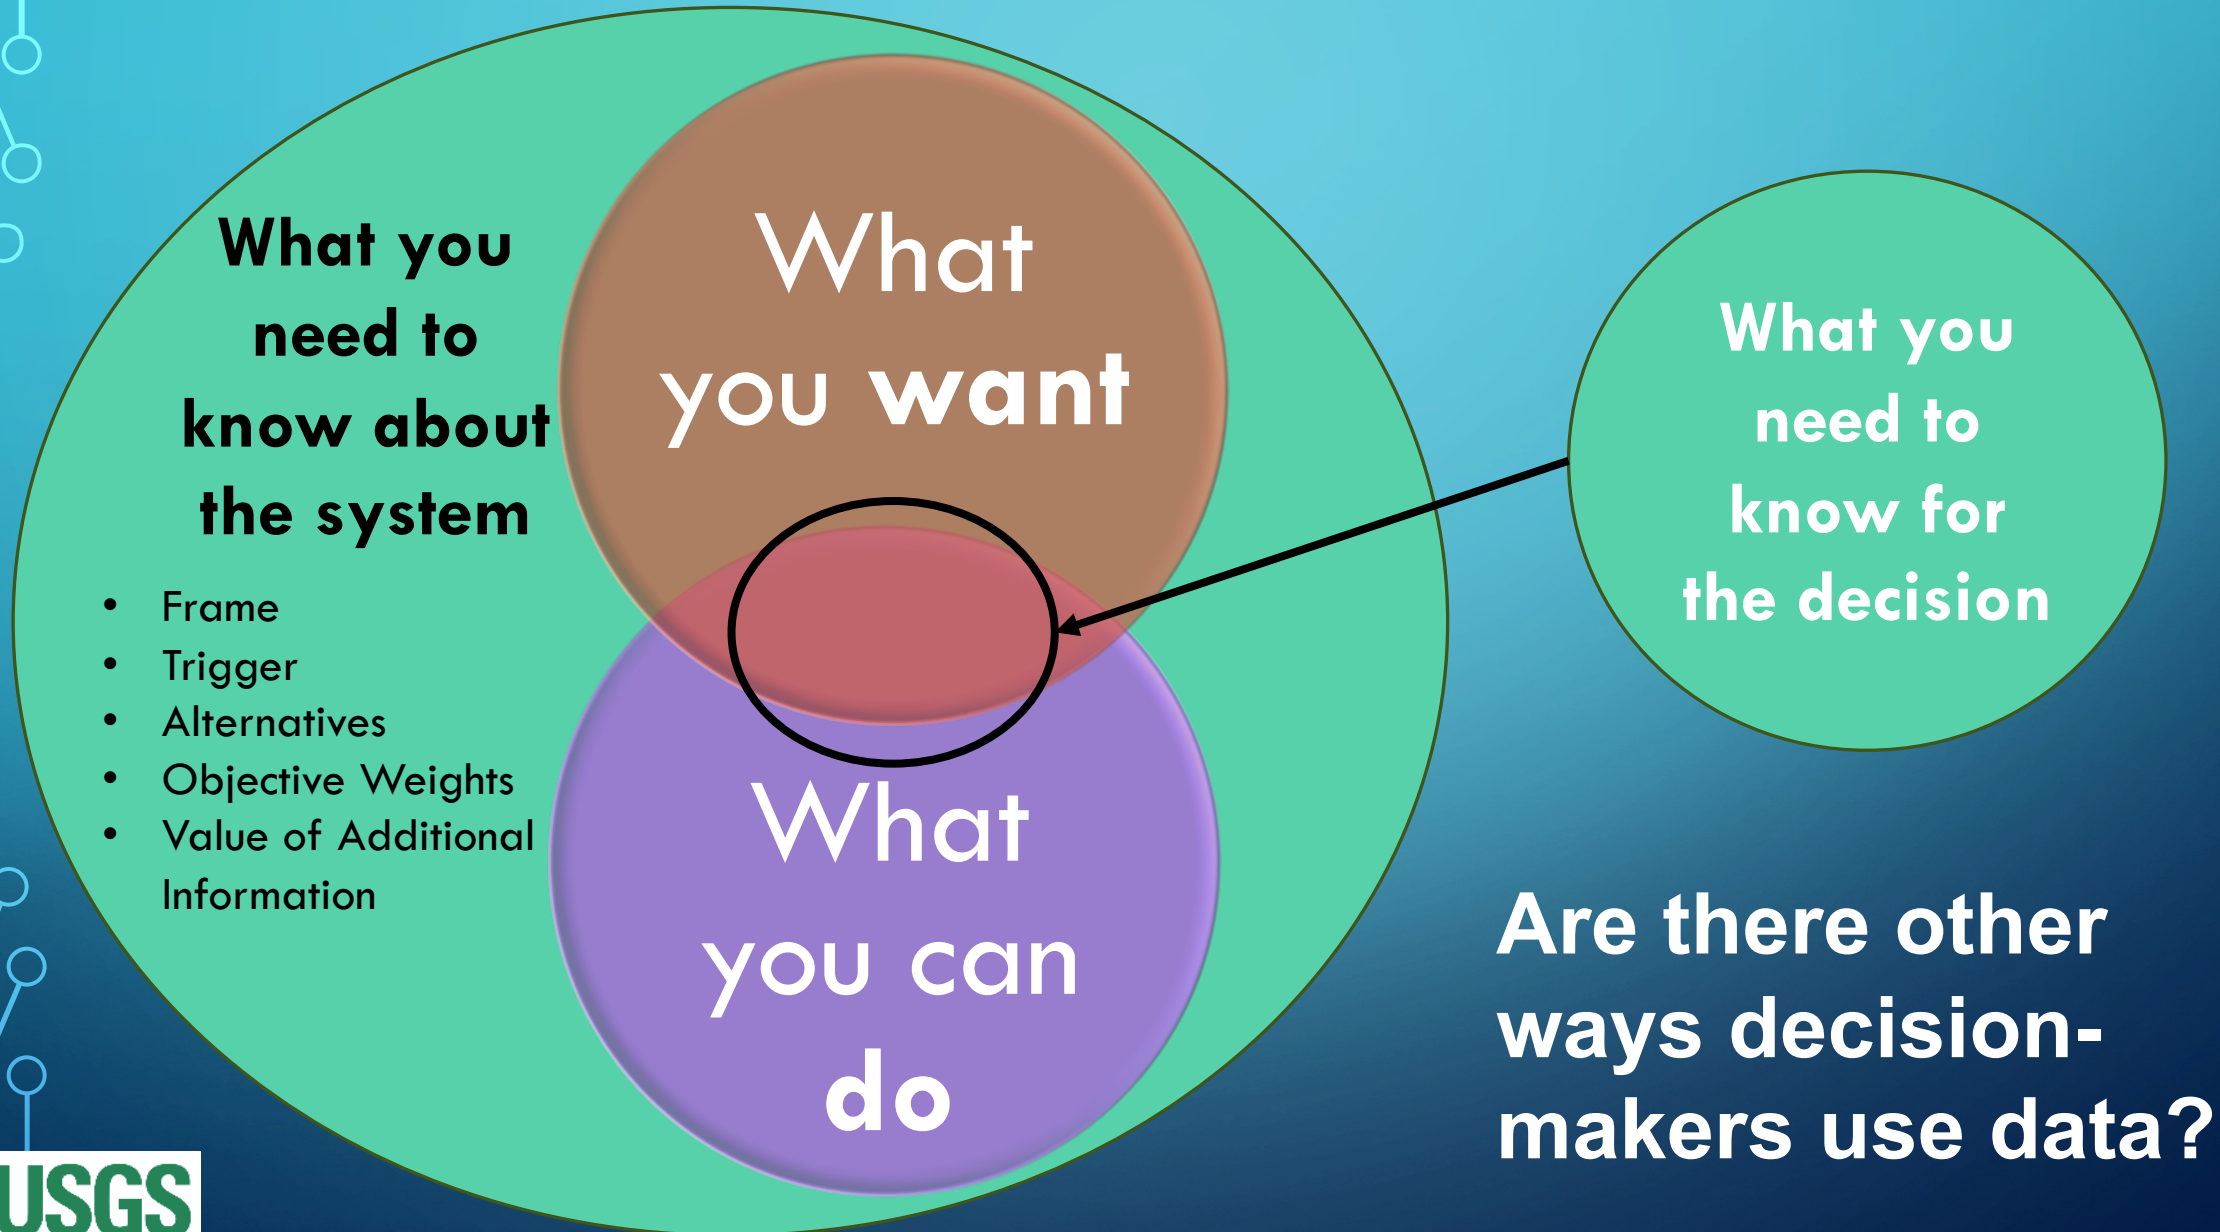 What you
need to
know about
the system
• Frame
• Trigger
• Alternatives
• Objective Weights
• Value of Additional
Information
What
you want
What
you can
do
What you
need to
know for
the decision
Are there other
ways decision-
makers use data?
USGS